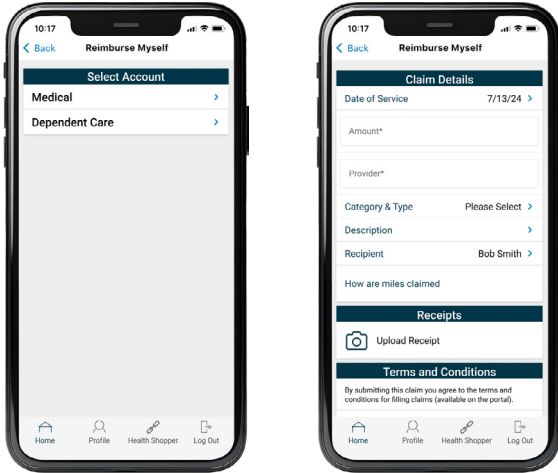 10:17
Back Reimburse Myself
Select Account
Medical
Dependent Care
Home Profile Health Shopper Log Out
10:17
Back Reimburse Myself
Claim Details
Date of Service 7/13/24
Amount*
Provider*
Category & Type Please Select
Description
Recipient Bob Smith
How are miles claimed
Receipts
Upload Receipt
Terms and Conditions
By submitting this claim you agree to the terms and
conditions for filling claims (available on the portal).
Home Profile Health Shopper Log Out